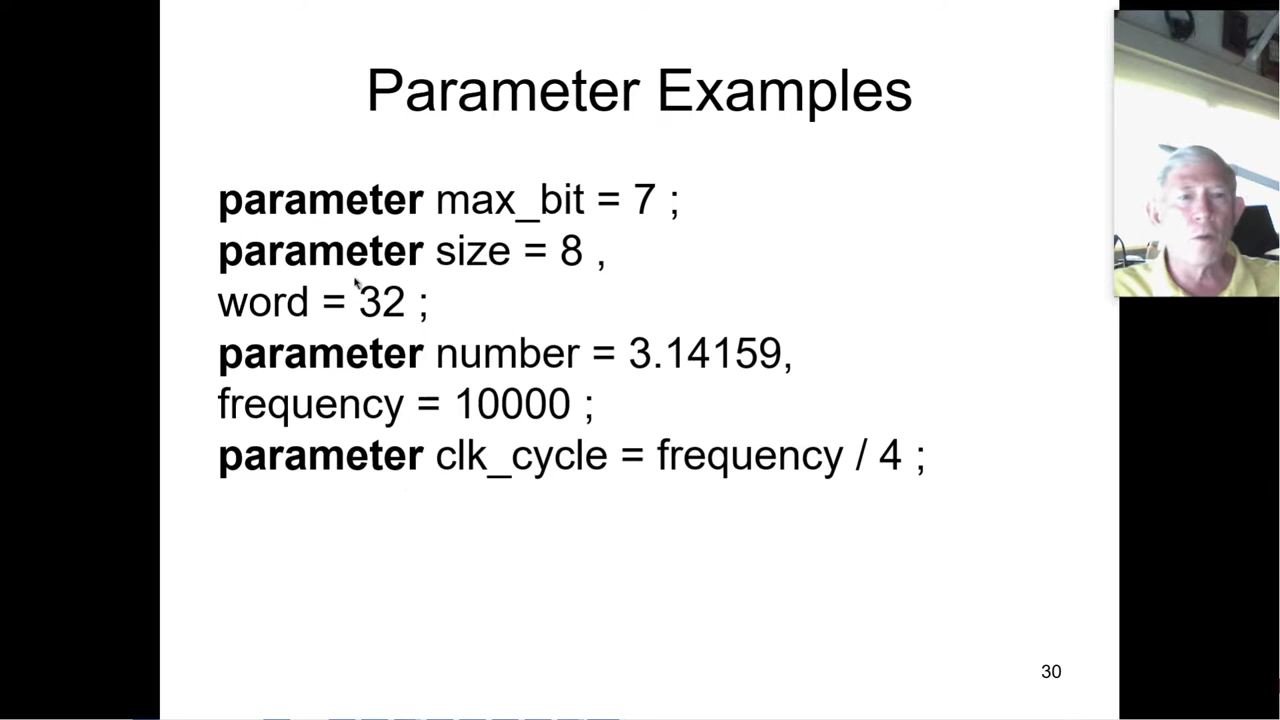 Parameter Examples
parameter max_bit = 7 ;
parameter size = 8 ,
word = 32 ;
parameter number = 3.14159,
frequency = 10000 ;
parameter clk_cycle = frequency / 4 ;
30